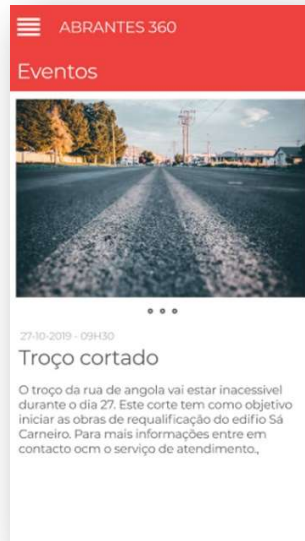 ABRANTES 360
Eventos
27-10-2019 - 09H30
Troço cortado
O troço da rua de angola vai estar inacessível
durante o dia 27. Este corte tem como objetivo
iniciar as obras de requalificação do edifio Sá
Carneiro. Para mais informações entre em
contacto ocm o serviço de atendimento.,